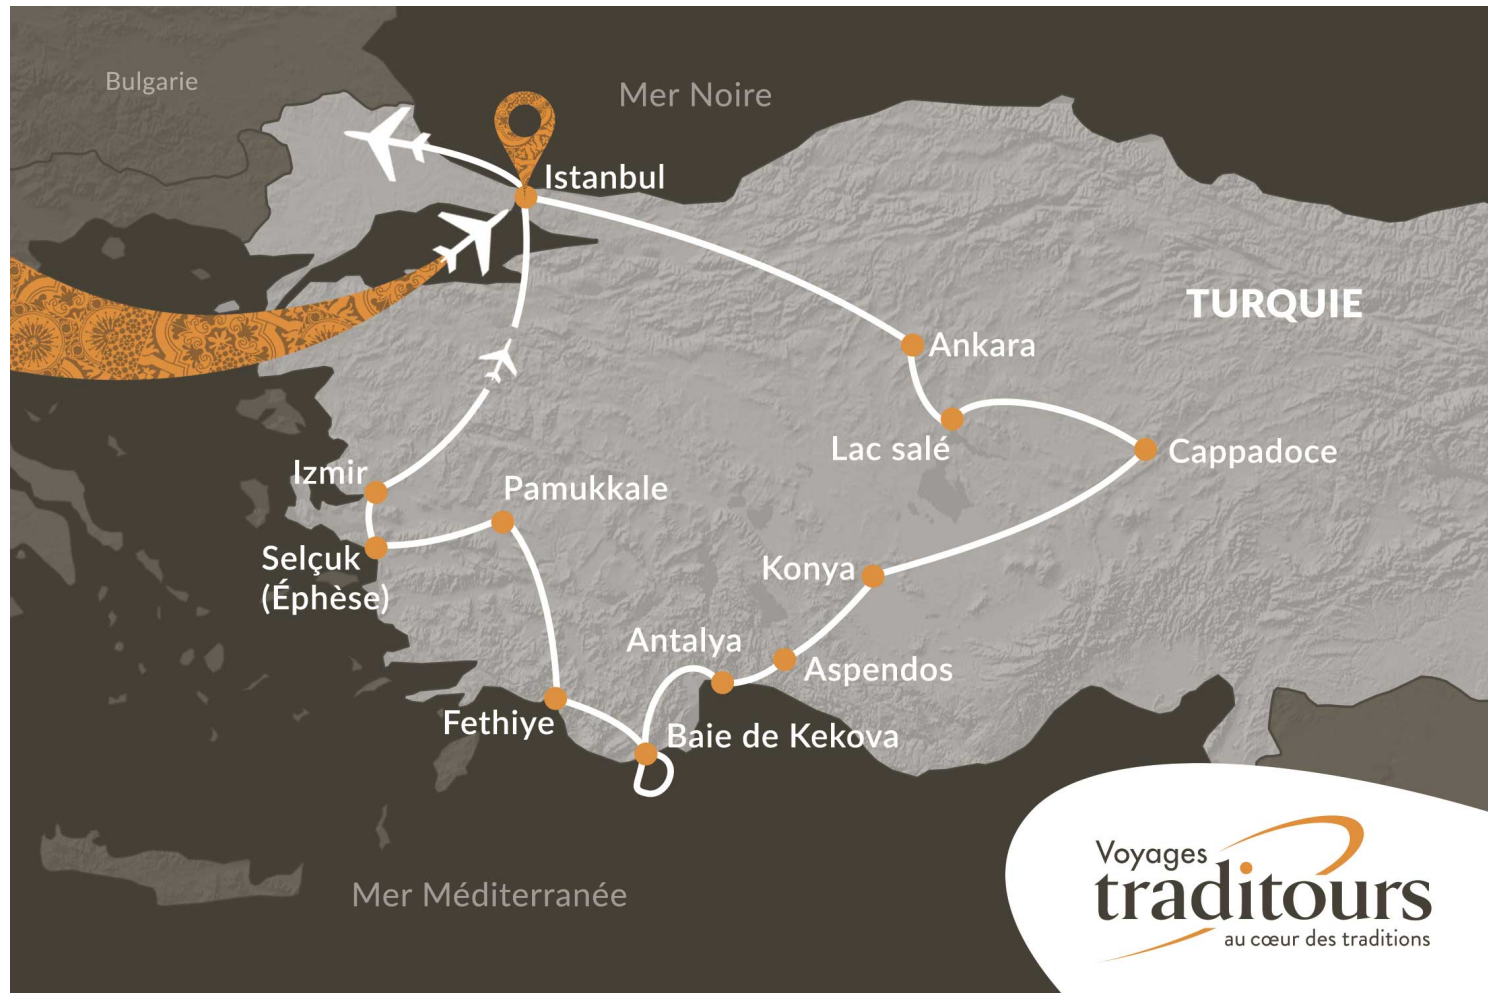 Bulgarie
Mer Noire
Istanbul
TURQUIE
Ankara
Lac salé
Cappadoce
Izmir
Pamukkale
Selçuk
(Éphèse)
Konya
Antalya
Aspendos
Fethiye
Baie de Kekova
Mer Méditerranée
Voyages
traditours
au cœur des traditions